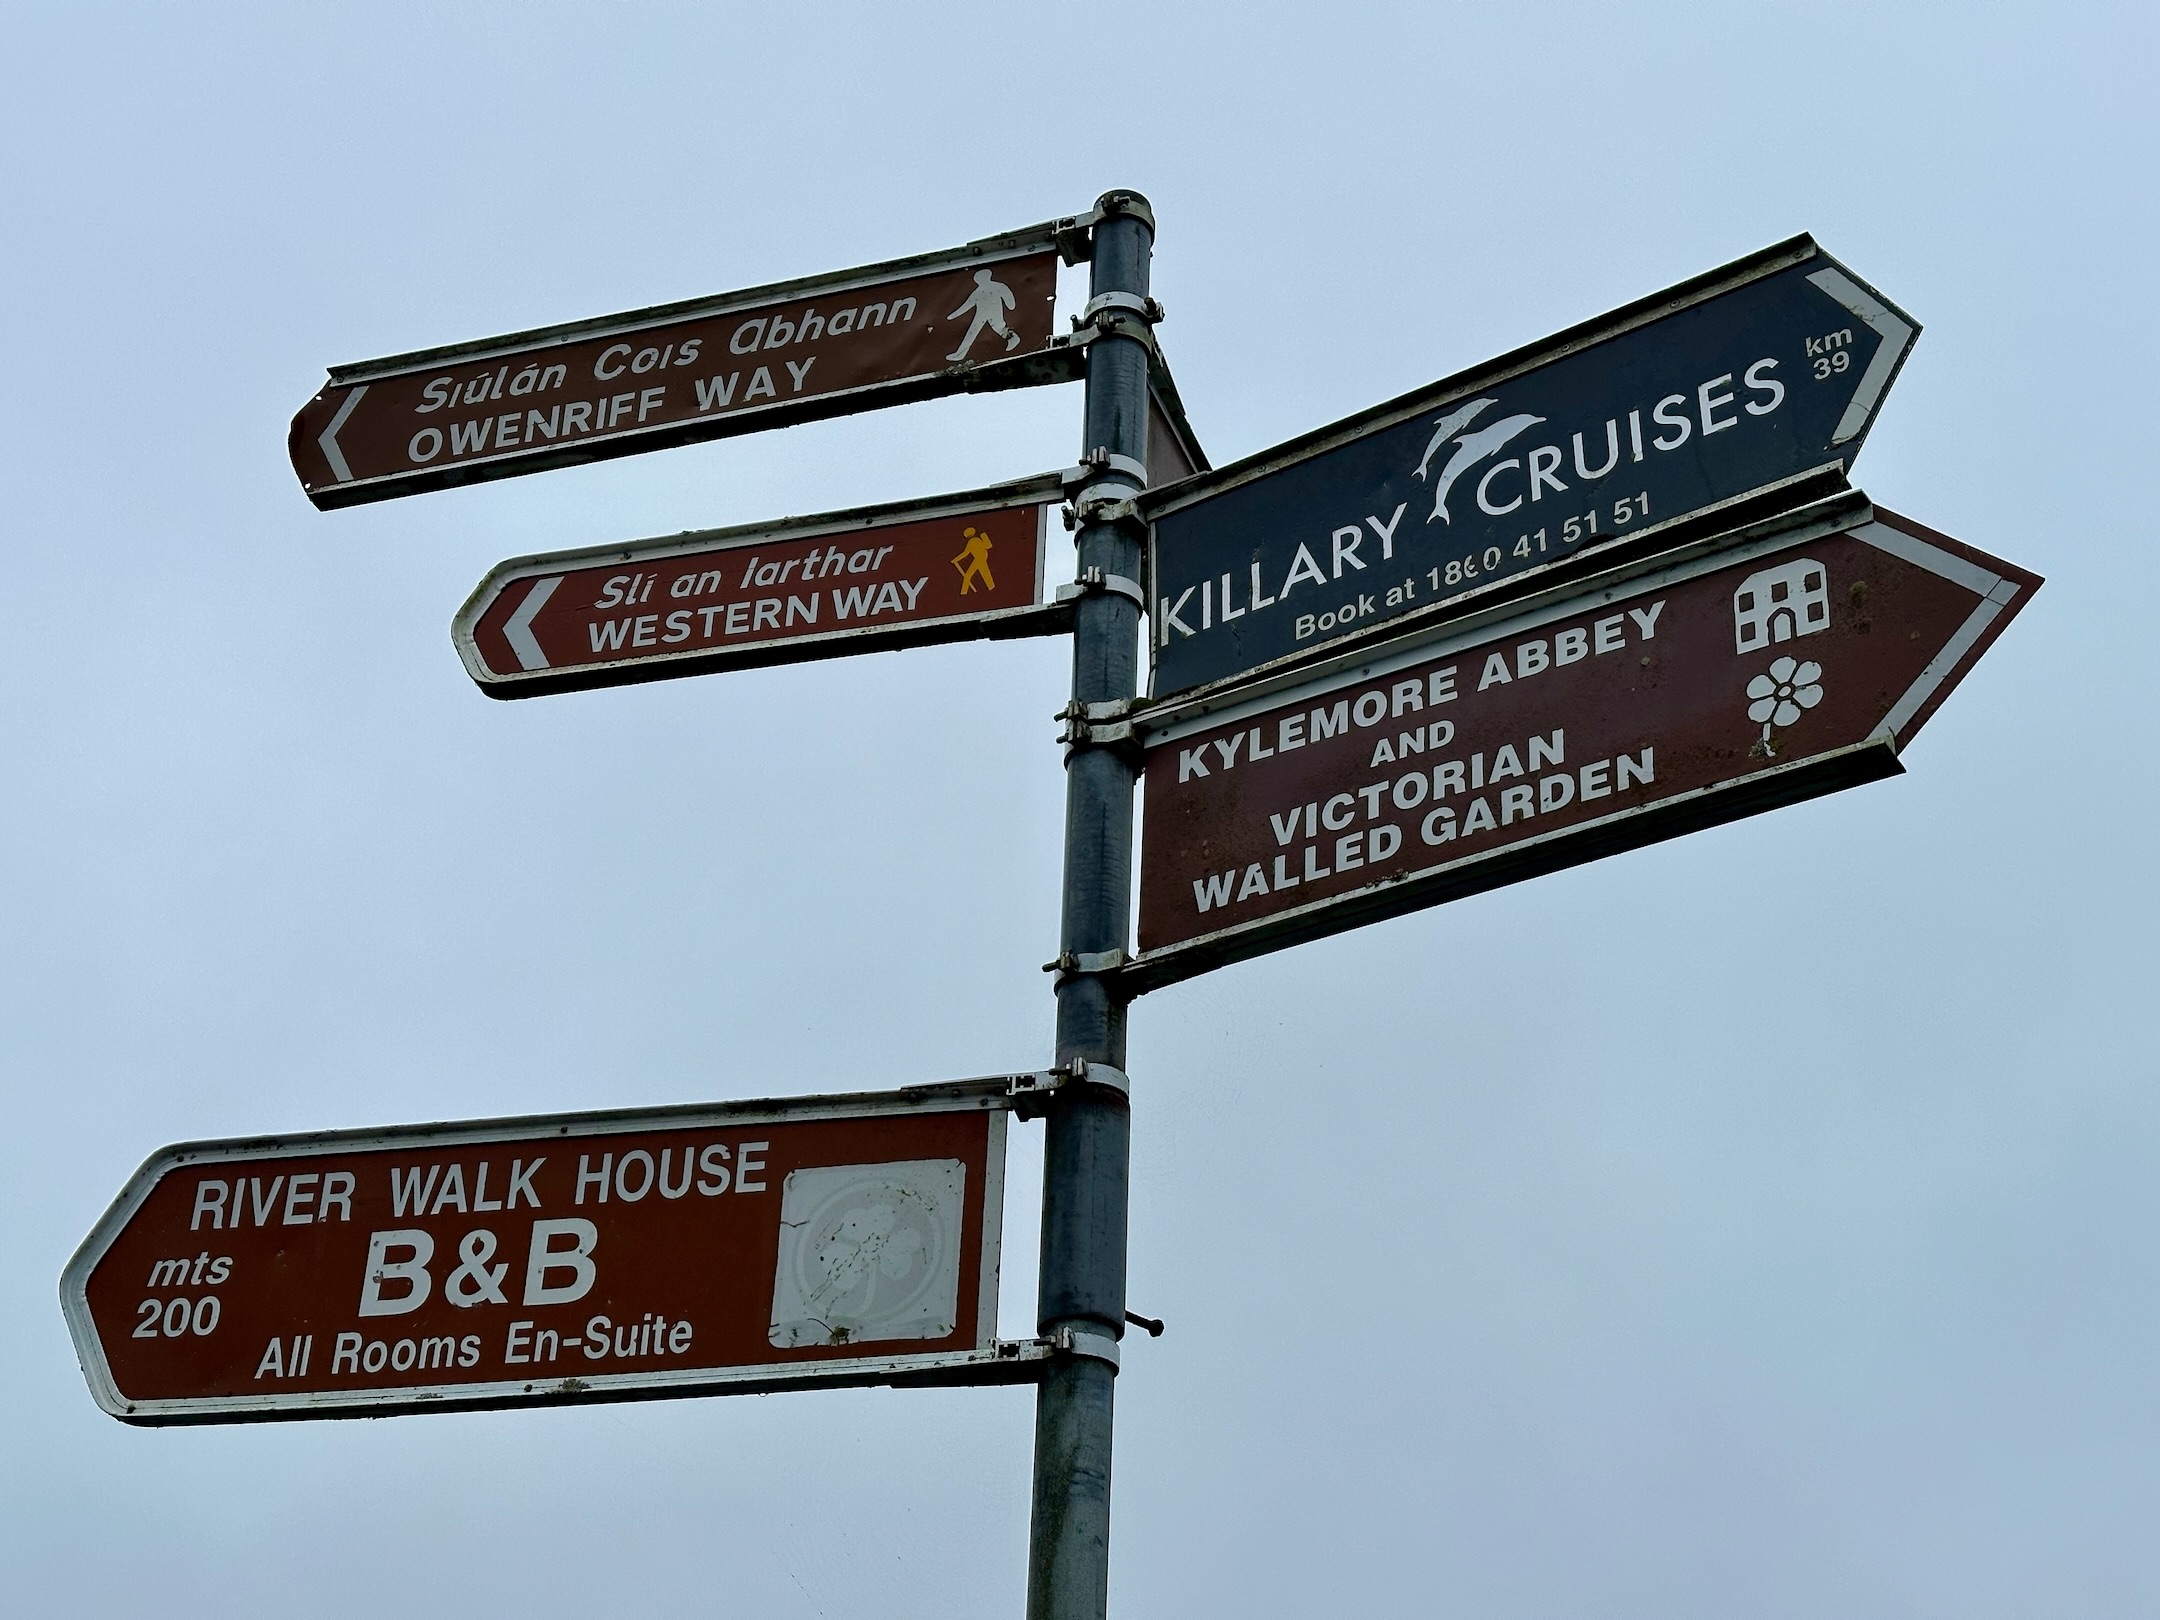 Siúlán Cois Abhann
OWENRIFF WAY
Slí an Iarthar
WESTERN WAY
km
39
KILLARY CRUISES
Book at 1860 41 51 51
KYLEMORE ABBEY
AND
VICTORIAN
WALLED GARDEN
RIVER WALK HOUSE
B&B
mts
200
All Rooms En-Suite